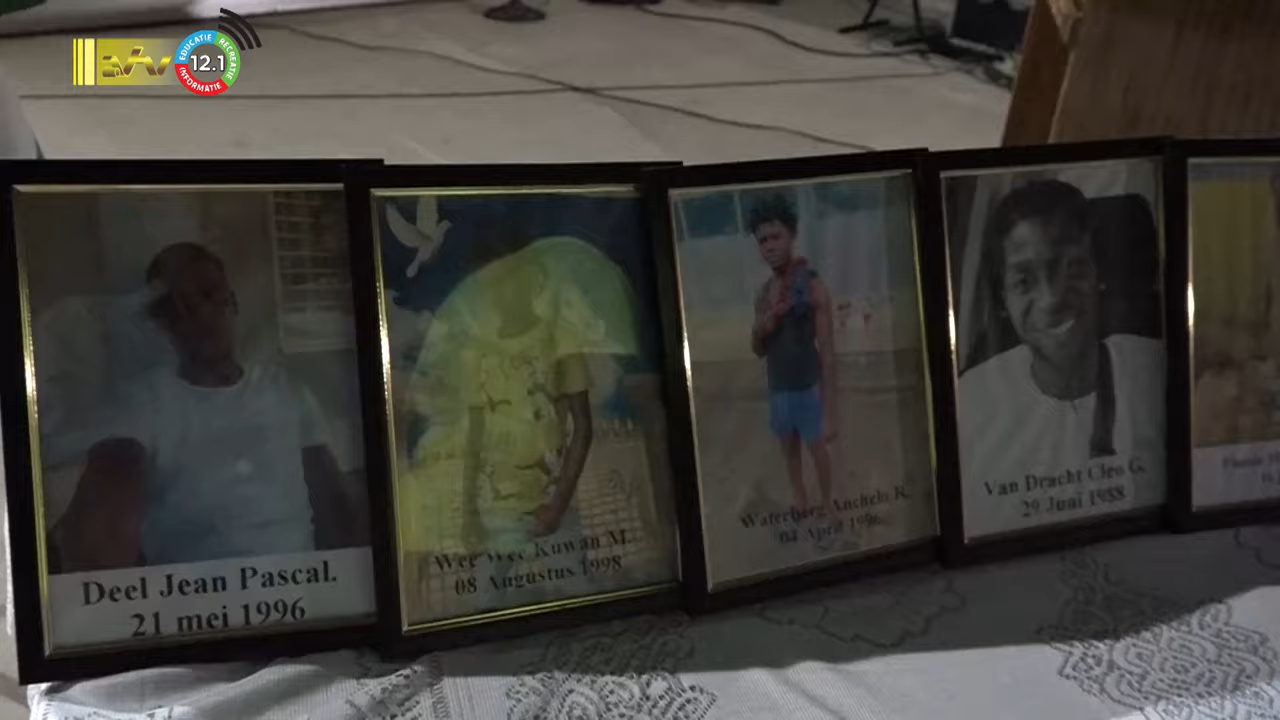 EDUCATIE
RECREATIE
INFORMATIE
12.1
Deel Jean Pascal.
21 mei 1996
Wee Wee Kuwan M.
08 Augustus 1998
Waterberg Anchelo R.
04 April 1996
Van Dracht Cleo G.
29 Juni 1988